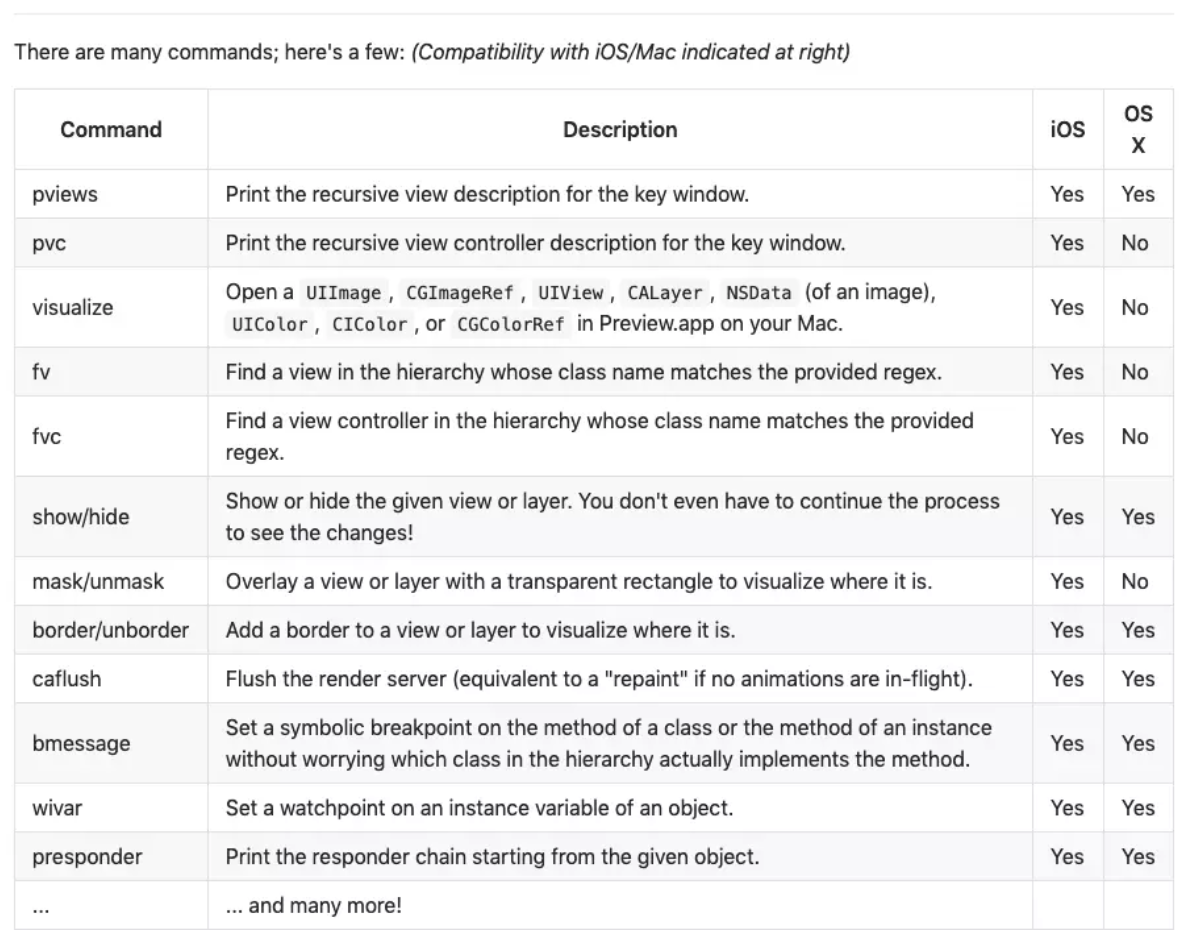 There are many commands; here's a few: (Compatibility with iOS/Mac indicated at right)
Command Description iOS OS X
pviews Print the recursive view description for the key window. Yes Yes
pvc Print the recursive view controller description for the key window. Yes No
visualize Open a UIImage , CGImageRef , UIView , CALayer , NSData (of an image),
UIColor , CIColor , or CGColorRef in Preview.app on your Mac. Yes No
fv Find a view in the hierarchy whose class name matches the provided regex. Yes No
fvc Find a view controller in the hierarchy whose class name matches the provided
regex. Yes No
show/hide Show or hide the given view or layer. You don't even have to continue the process
to see the changes! Yes Yes
mask/unmask Overlay a view or layer with a transparent rectangle to visualize where it is. Yes No
border/unborder Add a border to a view or layer to visualize where it is. Yes Yes
caflush Flush the render server (equivalent to a "repaint" if no animations are in-flight). Yes Yes
bmessage Set a symbolic breakpoint on the method of a class or the method of an instance
without worrying which class in the hierarchy actually implements the method. Yes Yes
wivar Set a watchpoint on an instance variable of an object. Yes Yes
presponder Print the responder chain starting from the given object. Yes Yes
... ... and many more!